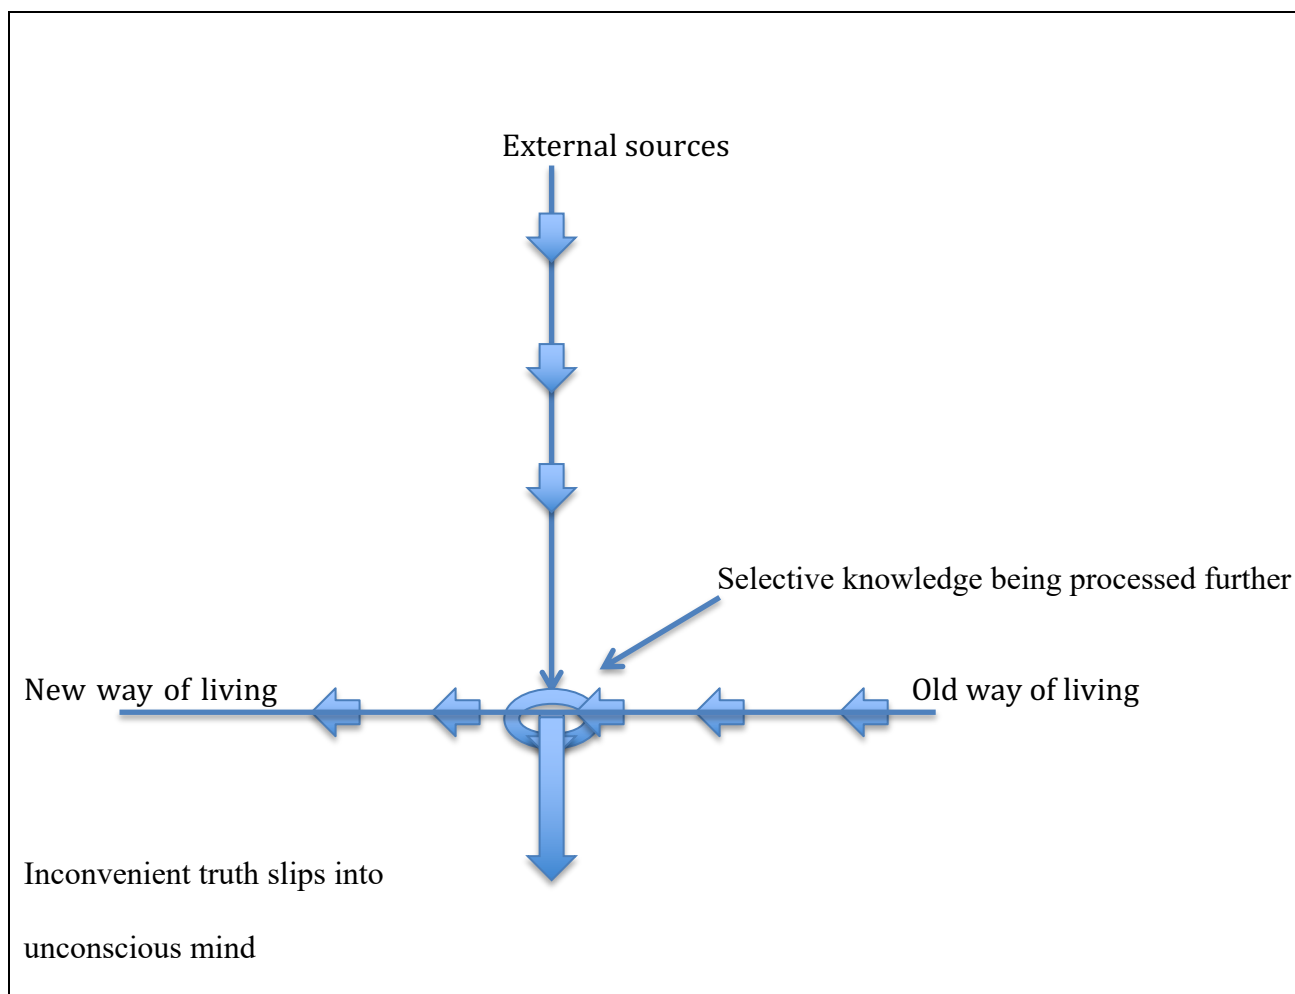 External sources
Selective knowledge being processed further
New way of living
Old way of living
Inconvenient truth slips into
unconscious mind